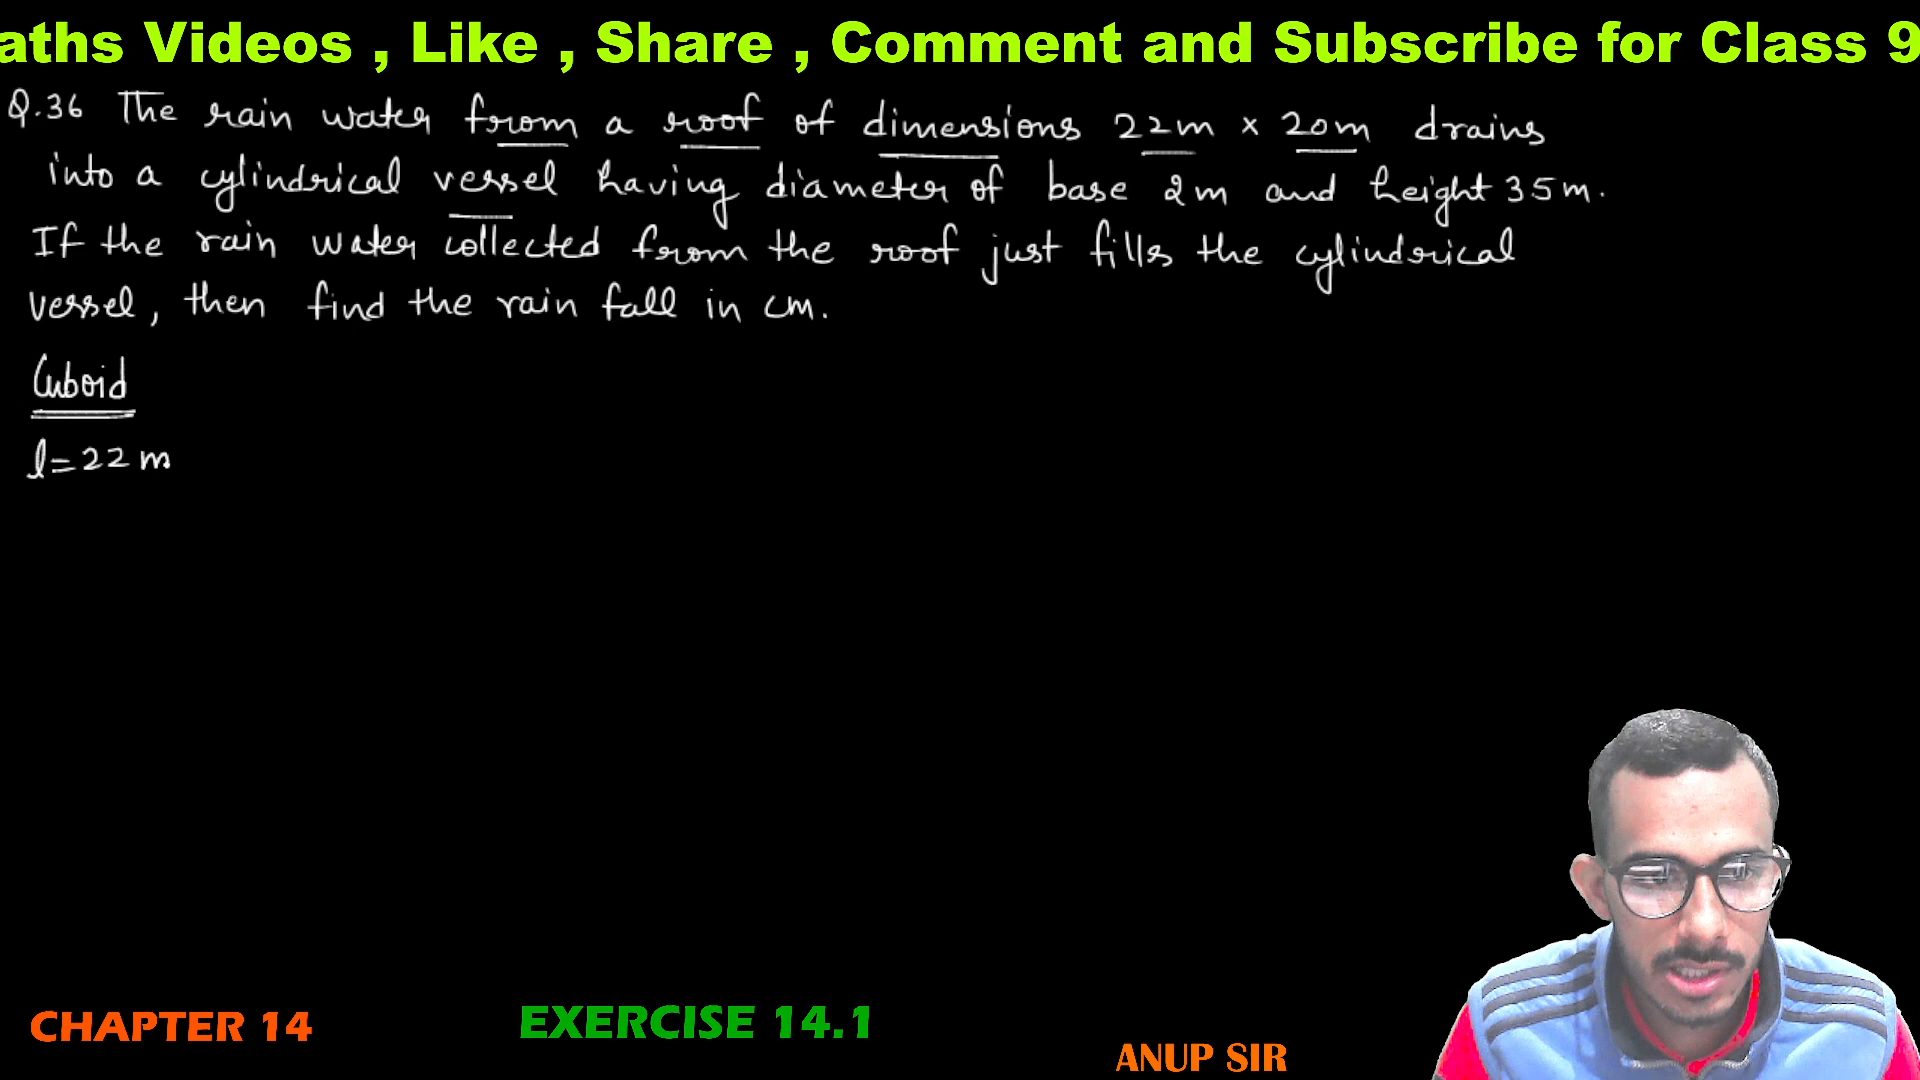 aths Videos , Like , Share , Comment and Subscribe for Class 9
Q.36 The rain water from a roof of dimensions 22m x 20m drains
into a cylindrical vessel having diameter of base 2m and height 35m.
If the rain water collected from the roof just fills the cylindrical
vessel, then find the rain fall in cm.
Cuboid
l=22 m
CHAPTER 14
EXERCISE 14.1
ANUP SIR